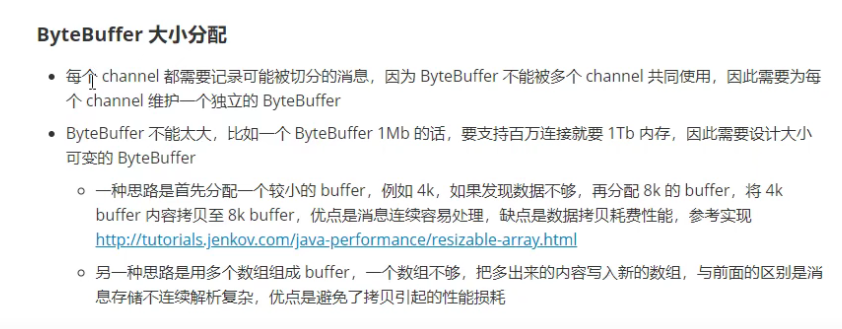 ByteBuffer 大小分配
每个 channel 都需要记录可能被切分的消息，因为 ByteBuffer 不能被多个 channel 共同使用，因此需要为每
个 channel 维护一个独立的 ByteBuffer
ByteBuffer 不能太大，比如一个 ByteBuffer 1Mb 的话，要支持百万连接就要 1Tb 内存，因此需要设计大小
可变的 ByteBuffer
一种思路是首先分配一个较小的 buffer，例如 4k，如果发现数据不够，再分配 8k 的 buffer，将 4k
buffer 内容拷贝至 8k buffer，优点是消息连续容易处理，缺点是数据拷贝耗费性能，参考实现
http://tutorials.jenkov.com/java-performance/resizable-array.html
另一种思路是用多个数组组成 buffer，一个数组不够，把多出来的内容写入新的数组，与前面的区别是消
息存储不连续解析复杂，优点是避免了拷贝引起的性能损耗